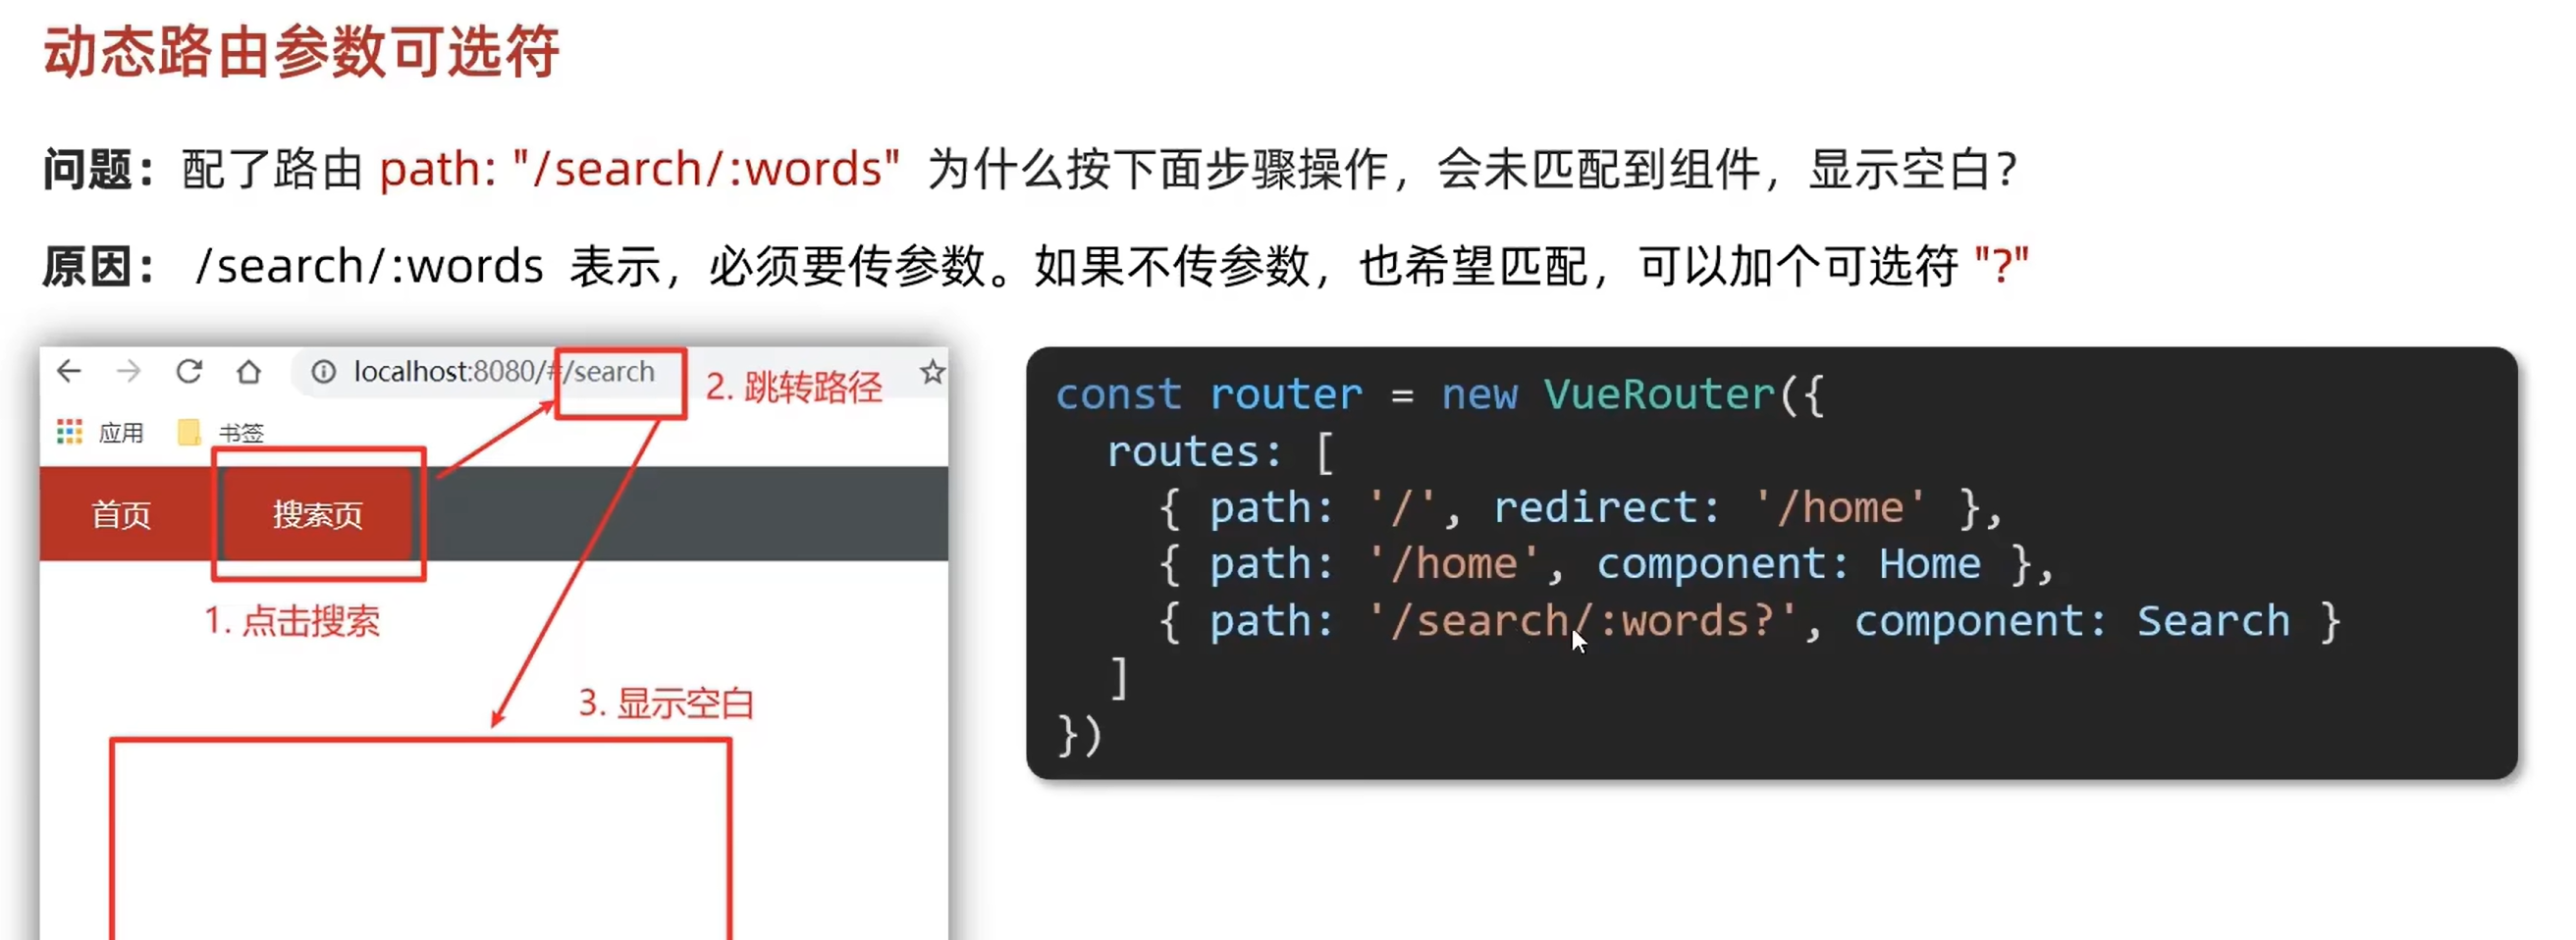 动态路由参数可选符
问题：配了路由 path: "/search/:words" 为什么按下面步骤操作，会未匹配到组件，显示空白？
原因： /search/:words 表示，必须要传参数。如果不传参数，也希望匹配，可以加个可选符 "?"
localhost:8080/#/search
2. 跳转路径
应用 书签
首页 搜索页
1. 点击搜索
3. 显示空白
const router = new VueRouter({
routes: [
{ path: '/', redirect: '/home' },
{ path: '/home', component: Home },
{ path: '/search/:words?', component: Search }
]
})